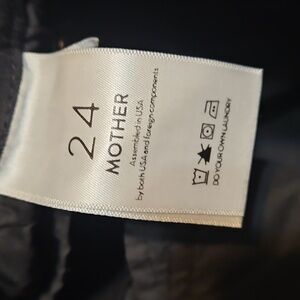 24
MOTHER
Assembled in USA
by both USA and foreign components
DO YOUR OWN LAUNDRY